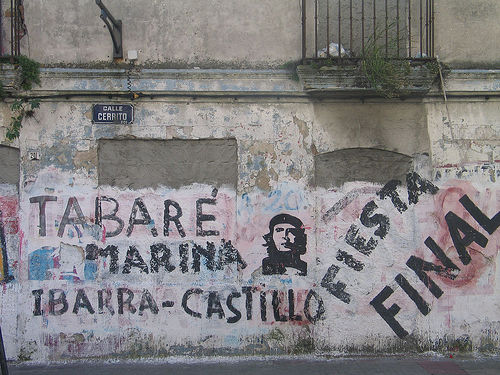 CALLE
CERRITO
TABARÉ
MARINA
IBARRA-CASTILLO
FIESTA
FINAL